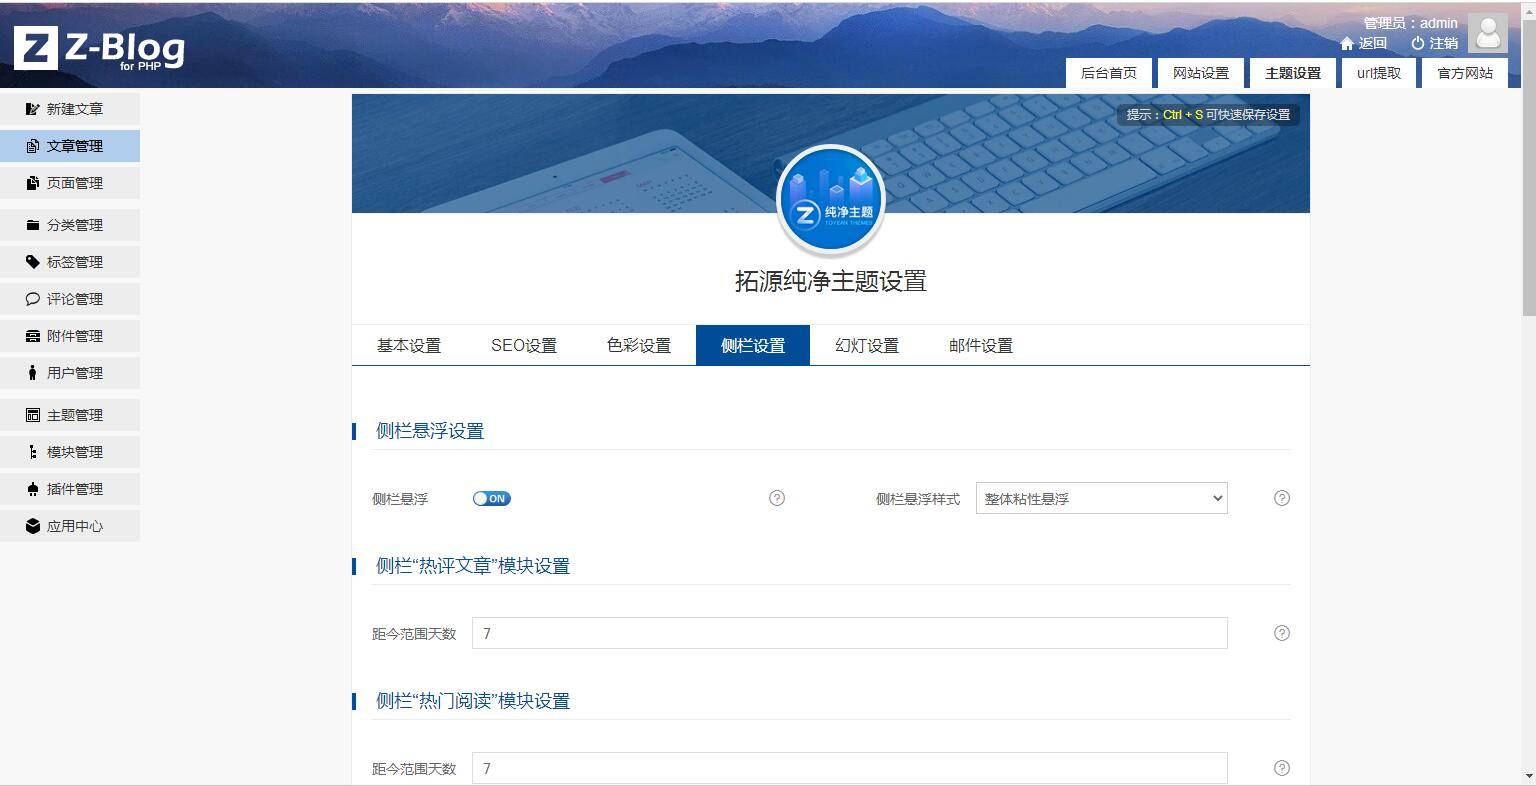 管理员：admin
返回 注销
Z Z-Blog
for PHP
后台首页 网站设置 主题设置 url提取 官方网站
新建文章
文章管理
页面管理
分类管理
标签管理
评论管理
附件管理
用户管理
主题管理
模块管理
插件管理
应用中心
提示：Ctrl + S 可快速保存设置
Z 纯净主题
TOYEAN THEMES
拓源纯净主题设置
基本设置 SEO设置 色彩设置 侧栏设置 幻灯设置 邮件设置
侧栏悬浮设置
侧栏悬浮 ON ? 侧栏悬浮样式 整体粘性悬浮 ?
侧栏“热评文章”模块设置
距今范围天数 7 ?
侧栏“热门阅读”模块设置
距今范围天数 7 ?